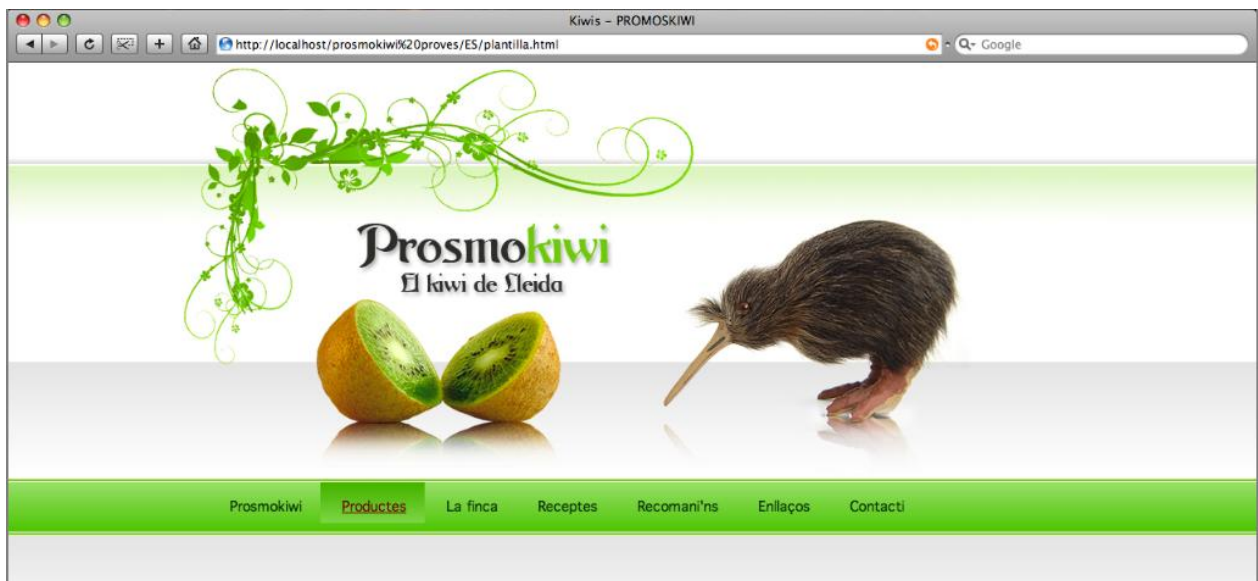 Kiwis – PROMOSKIWI
http://localhost/prosmokiwi%20proves/ES/plantilla.html
Google
Prosmokiwi
El kiwi de Lleida
Prosmokiwi Productes La finca Receptes Recomani'ns Enllaços Contacti